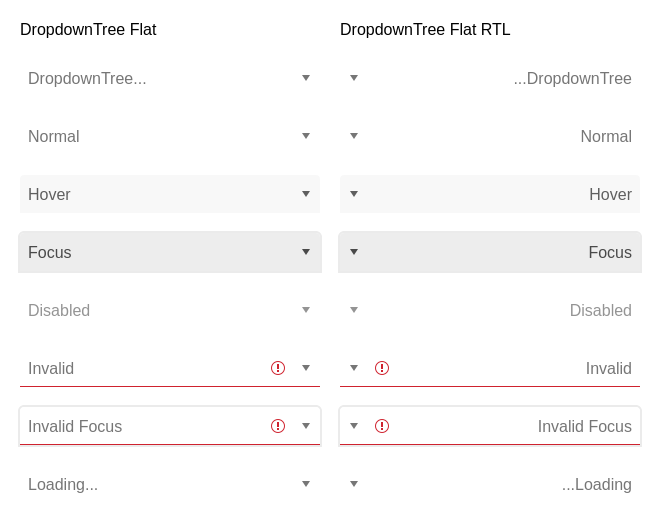 DropdownTree Flat
DropdownTree...
Normal
Hover
Focus
Disabled
Invalid
Invalid Focus
Loading...
DropdownTree Flat RTL
...DropdownTree
Normal
Hover
Focus
Disabled
Invalid
Invalid Focus
...Loading